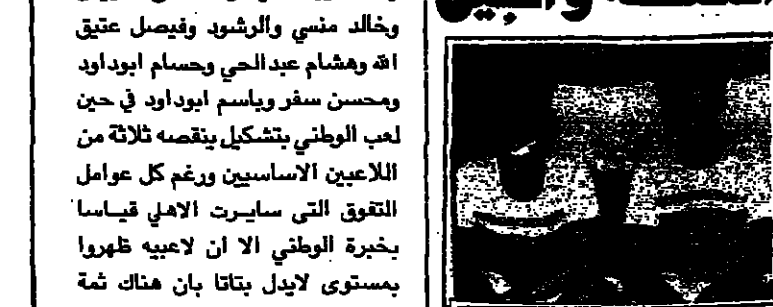 وخالد منسي والرشود وفيصل عتيق
الله وهشام عبدالحي وحسام ابوداود
ومحسن سفر وباسم ابوداود في حين
لعب الوطني بتشكيل ينقصه ثلاثة من
اللاعبين الاساسيين ورغم كل عوامل
التفوق التي سايرت الاهلي قياسا
بخبرة الوطني الا ان لاعبيه ظهروا
بمستوى لايدل بتاتا بان هناك ثمة